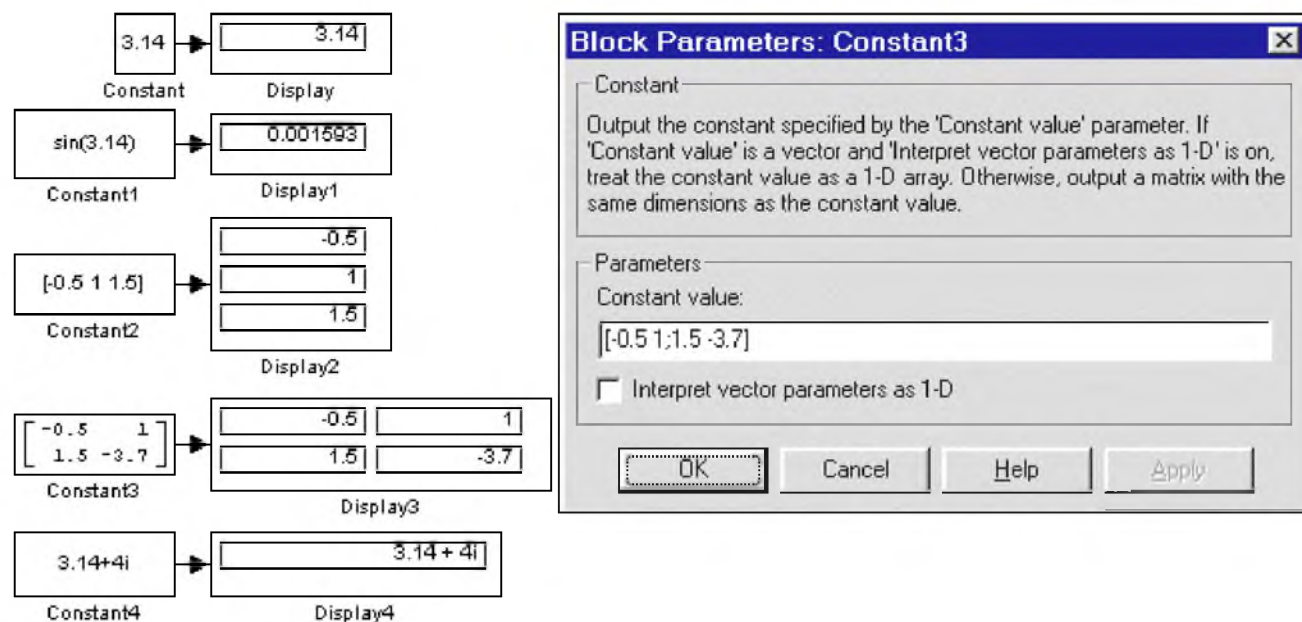 3.14
3.14
Constant
Display
sin(3.14)
0.001593
Constant1
Display1
[-0.5 1 1.5]
-0.5
1
1.5
Constant2
Display2
-0.5 1
1.5 -3.7
-0.5 1
1.5 -3.7
Constant3
Display3
3.14+4i
3.14 + 4i
Constant4
Display4
Block Parameters: Constant3
Constant
Output the constant specified by the 'Constant value' parameter. If
'Constant value' is a vector and 'Interpret vector parameters as 1-D' is on,
treat the constant value as a 1-D array. Otherwise, output a matrix with the
same dimensions as the constant value.
Parameters
Constant value:
[-0.5 1;1.5 -3.7]
Interpret vector parameters as 1-D
OK Cancel Help Apply